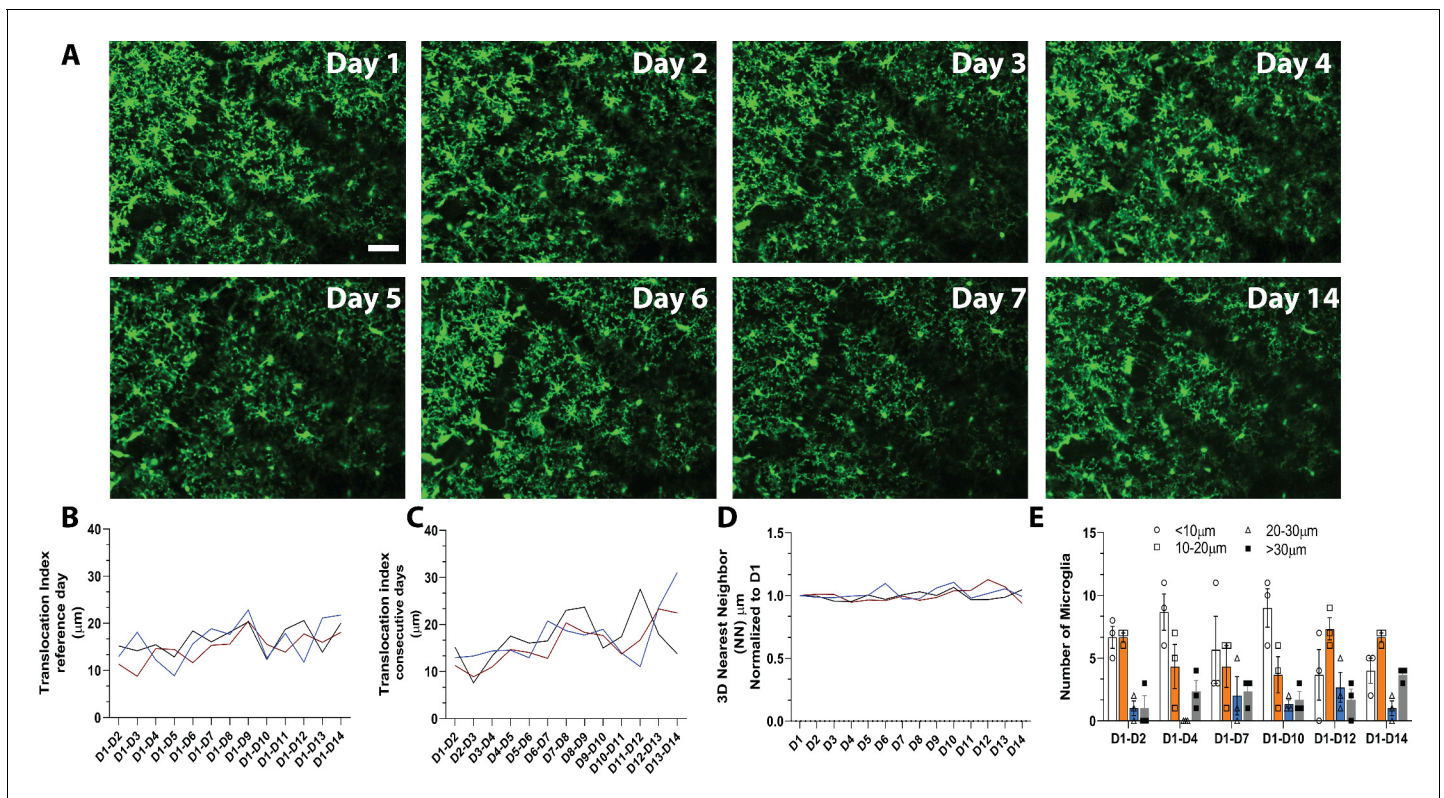 A
Day 1
Day 2
Day 3
Day 4
Day 5
Day 6
Day 7
Day 14
B
Translocation Index
reference day
(μm)
40
30
20
10
0
D1-D2
D1-D3
D1-D4
D1-D5
D1-D6
D1-D7
D1-D8
D1-D9
D1-D10
D1-D11
D1-D12
D1-D13
D1-D14
C
Translocation index
consecutive days
(μm)
40
30
20
10
0
D1-D2
D2-D3
D3-D4
D4-D5
D5-D6
D6-D7
D7-D8
D8-D9
D9-D10
D10-D11
D11-D12
D12-D13
D13-D14
D
3D Nearest Neighbor
(NN) μm
Normalized to D1
1.5
1.0
0.5
0.0
D1
D2
D3
D4
D5
D6
D7
D8
D9
D10
D11
D12
D13
D14
E
<10μm
20-30μm
10-20μm
>30μm
Number of Microglia
15
10
5
0
D1-D2
D1-D4
D1-D7
D1-D10
D1-D12
D1-D14